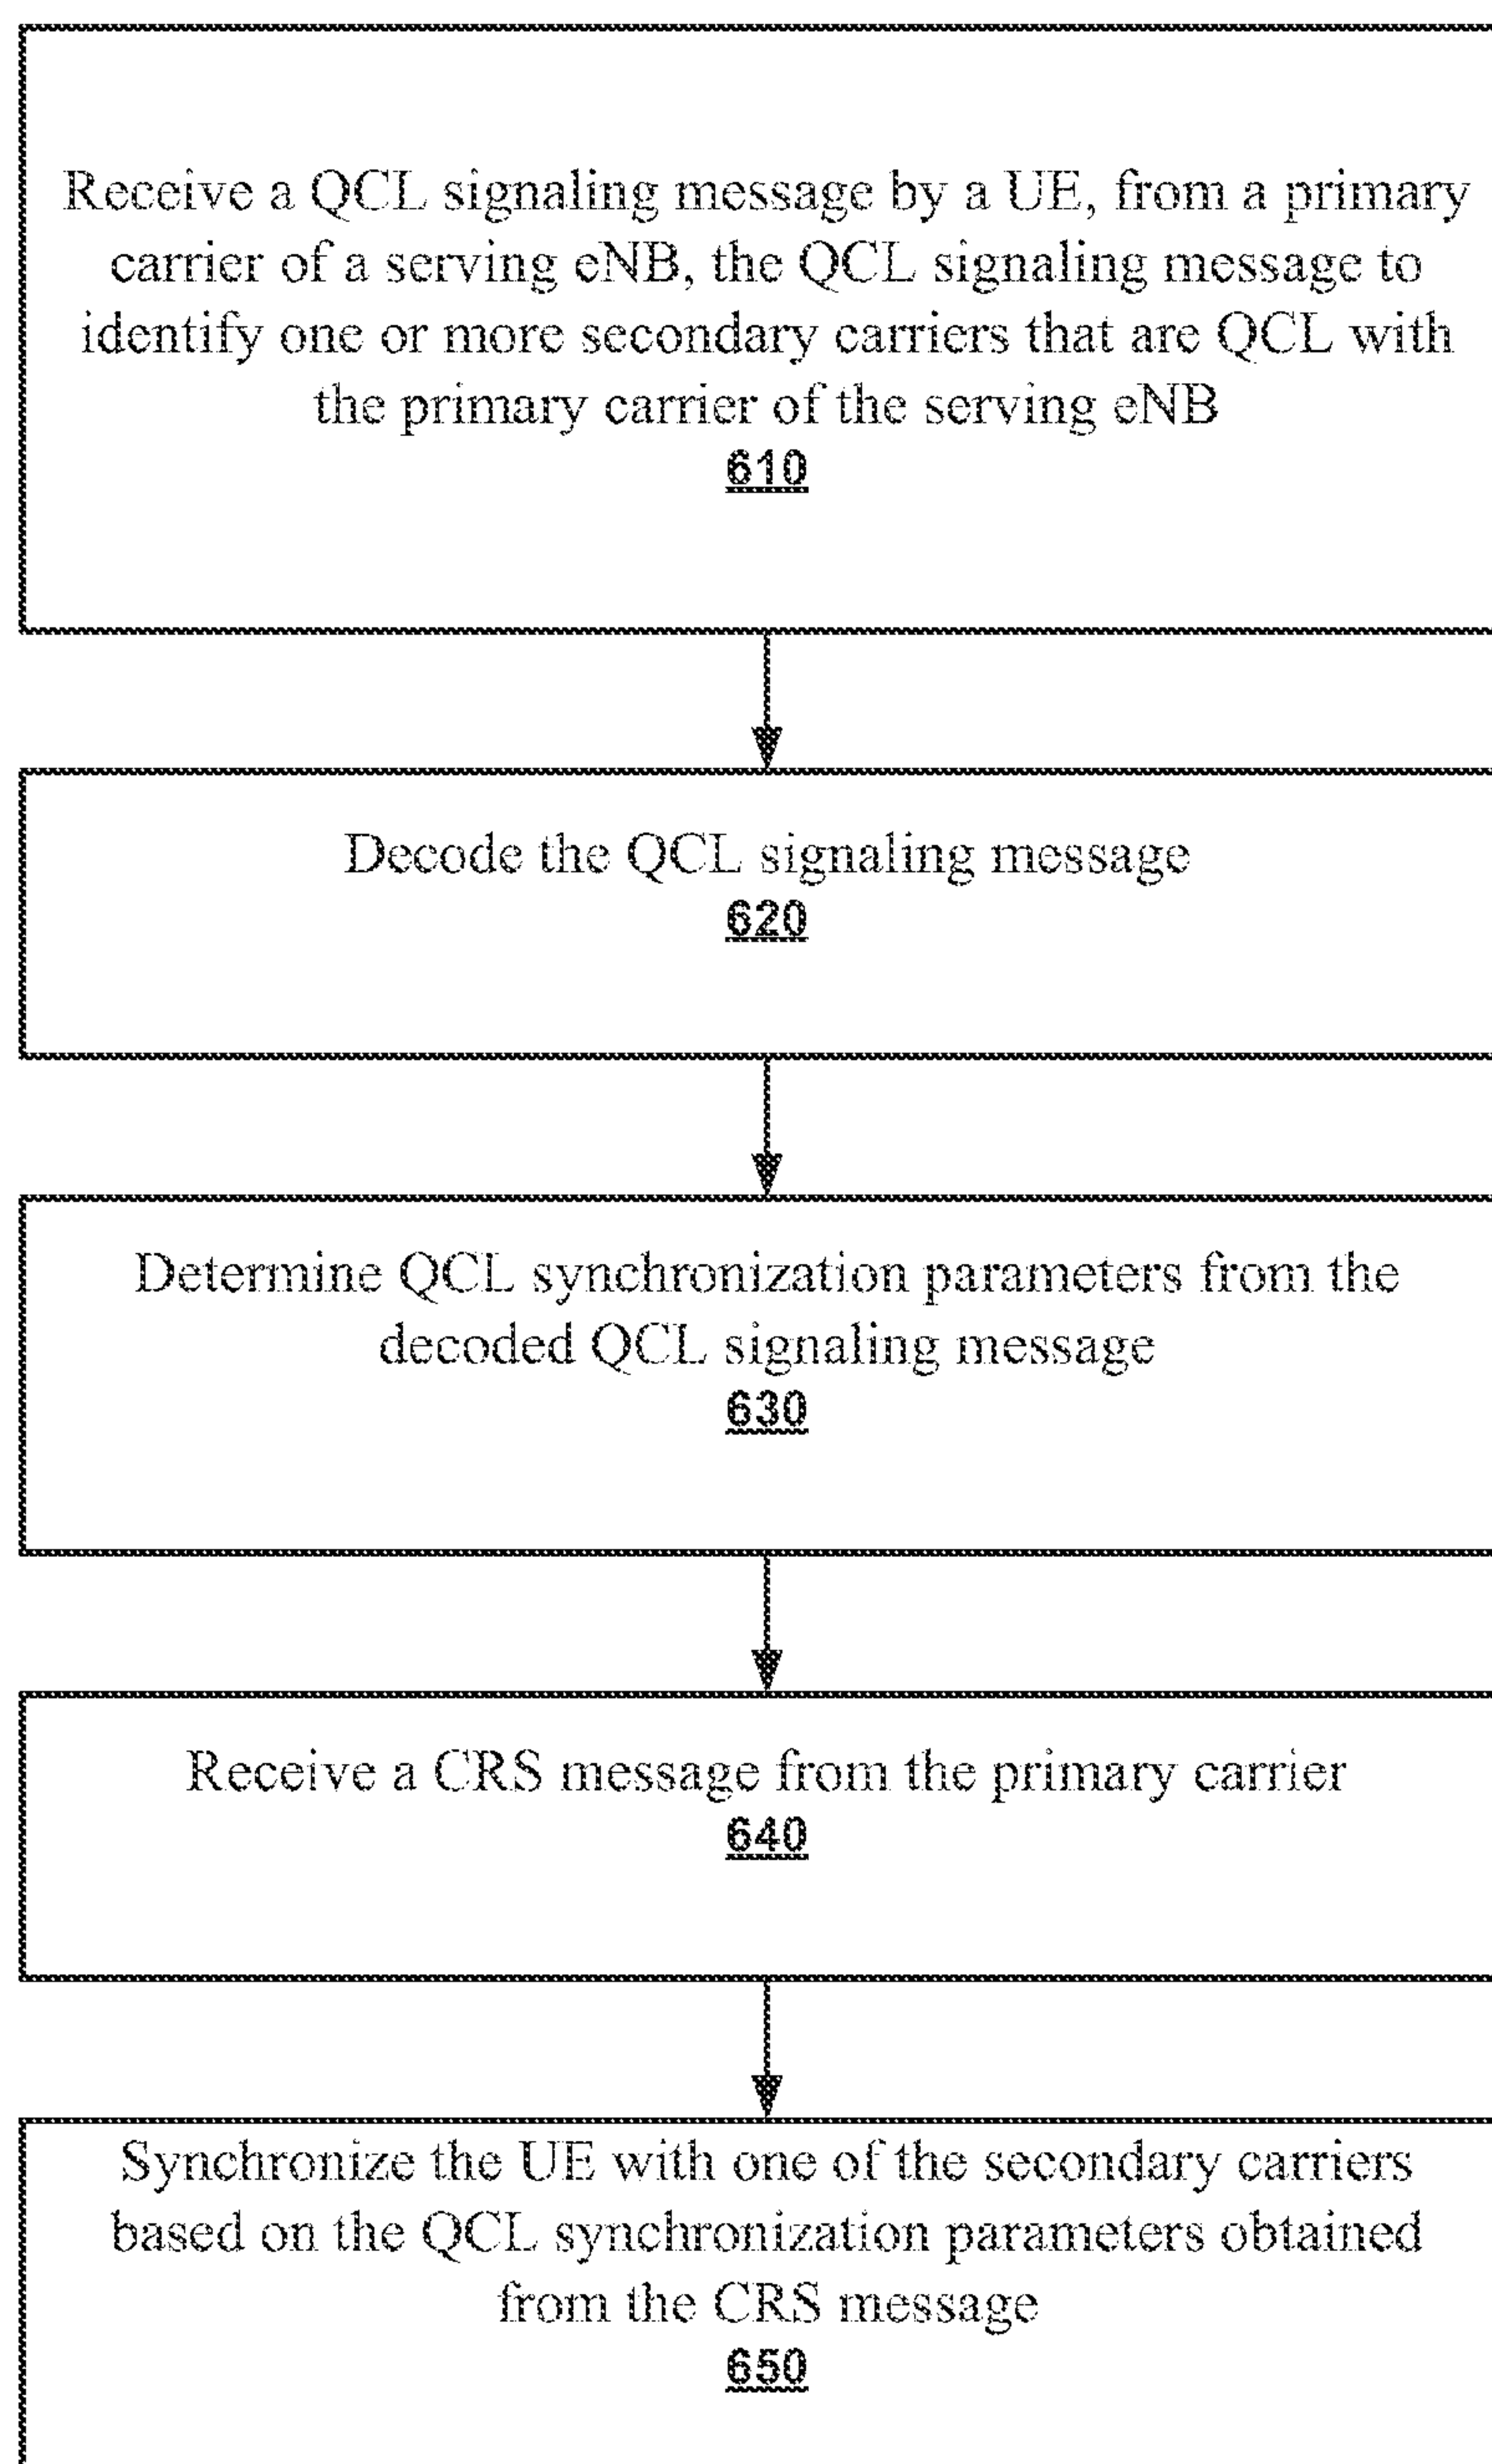 Receive a QCL signaling message by a UE, from a primary
carrier of a serving eNB, the QCL signaling message to
identify one or more secondary carriers that are QCL with
the primary carrier of the serving eNB
610
Decode the QCL signaling message
620
Determine QCL synchronization parameters from the
decoded QCL signaling message
630
Receive a CRS message from the primary carrier
640
Synchronize the UE with one of the secondary carriers
based on the QCL synchronization parameters obtained
from the CRS message
650